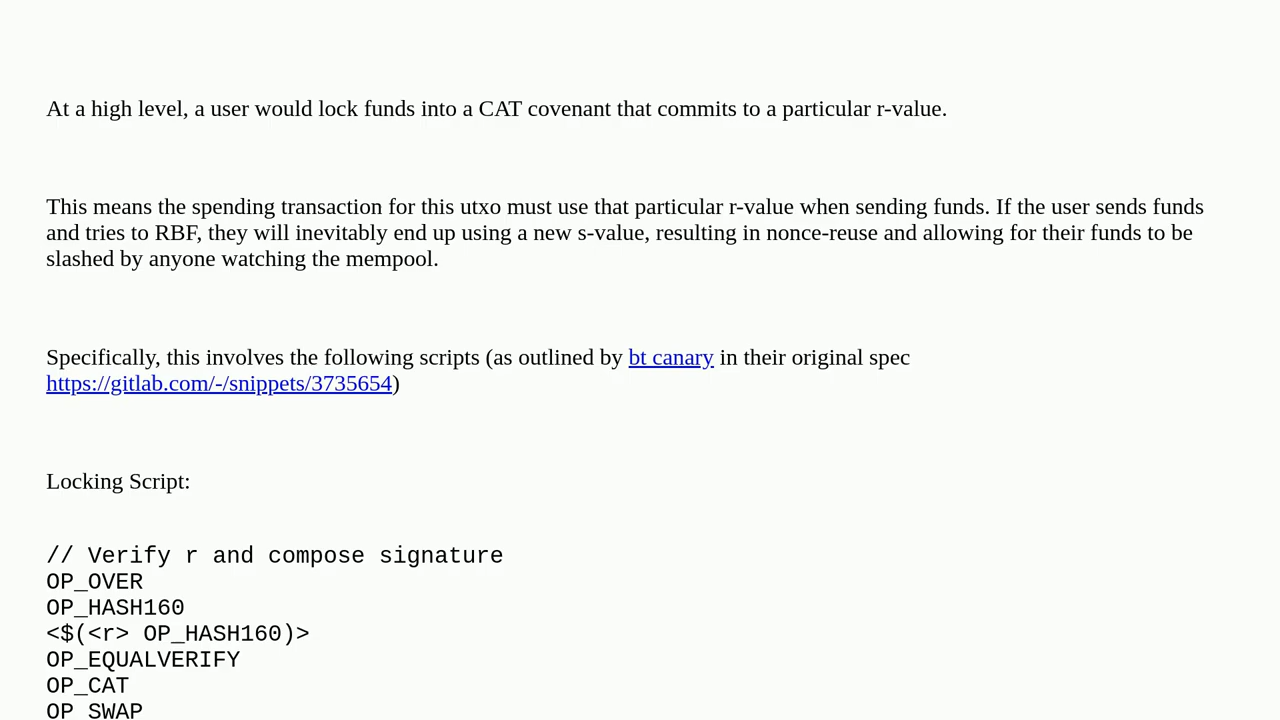 At a high level, a user would lock funds into a CAT covenant that commits to a particular r-value.
This means the spending transaction for this utxo must use that particular r-value when sending funds. If the user sends funds
and tries to RBF, they will inevitably end up using a new s-value, resulting in nonce-reuse and allowing for their funds to be
slashed by anyone watching the mempool.
Specifically, this involves the following scripts (as outlined by bt canary in their original spec
https://gitlab.com/-/snippets/3735654)
Locking Script:
// Verify r and compose signature
OP_OVER
OP_HASH160
<$(<r> OP_HASH160)>
OP_EQUALVERIFY
OP_CAT
OP_SWAP